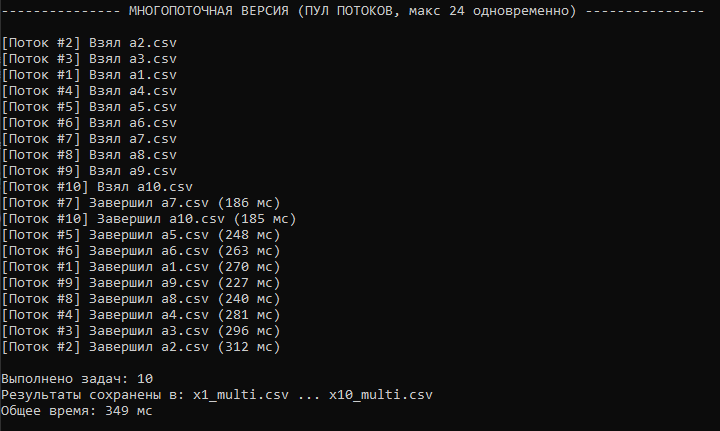 --------------- МНОГОПОТОЧНАЯ ВЕРСИЯ (ПУЛ ПОТОКОВ, макс 24 одновременно) ---------------
[Поток #2] Взял a2.csv
[Поток #3] Взял a3.csv
[Поток #1] Взял a1.csv
[Поток #4] Взял a4.csv
[Поток #5] Взял a5.csv
[Поток #6] Взял a6.csv
[Поток #7] Взял a7.csv
[Поток #8] Взял a8.csv
[Поток #9] Взял a9.csv
[Поток #10] Взял a10.csv
[Поток #7] Завершил a7.csv (186 мс)
[Поток #10] Завершил a10.csv (185 мс)
[Поток #5] Завершил a5.csv (248 мс)
[Поток #6] Завершил a6.csv (263 мс)
[Поток #1] Завершил a1.csv (270 мс)
[Поток #9] Завершил a9.csv (227 мс)
[Поток #8] Завершил a8.csv (240 мс)
[Поток #4] Завершил a4.csv (281 мс)
[Поток #3] Завершил a3.csv (296 мс)
[Поток #2] Завершил a2.csv (312 мс)
Выполнено задач: 10
Результаты сохранены в: x1_multi.csv ... x10_multi.csv
Общее время: 349 мс